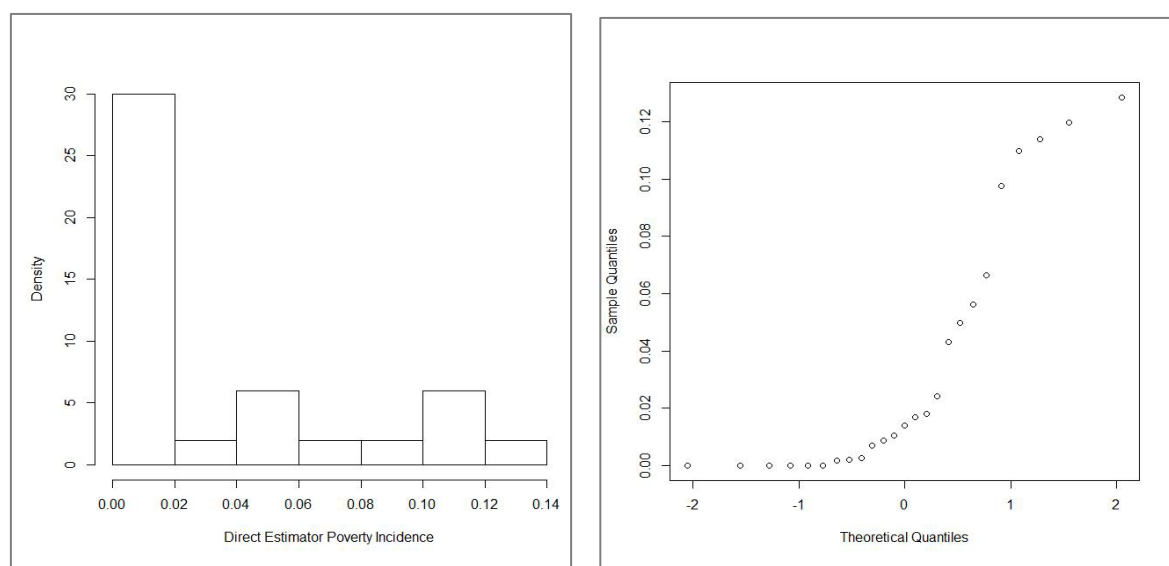 30
25
20
15
10
5
0
Density
0.00 0.02 0.04 0.06 0.08 0.10 0.12 0.14
Direct Estimator Poverty Incidence
0.12
0.10
0.08
0.06
0.04
0.02
0.00
Sample Quantiles
-2 -1 0 1 2
Theoretical Quantiles